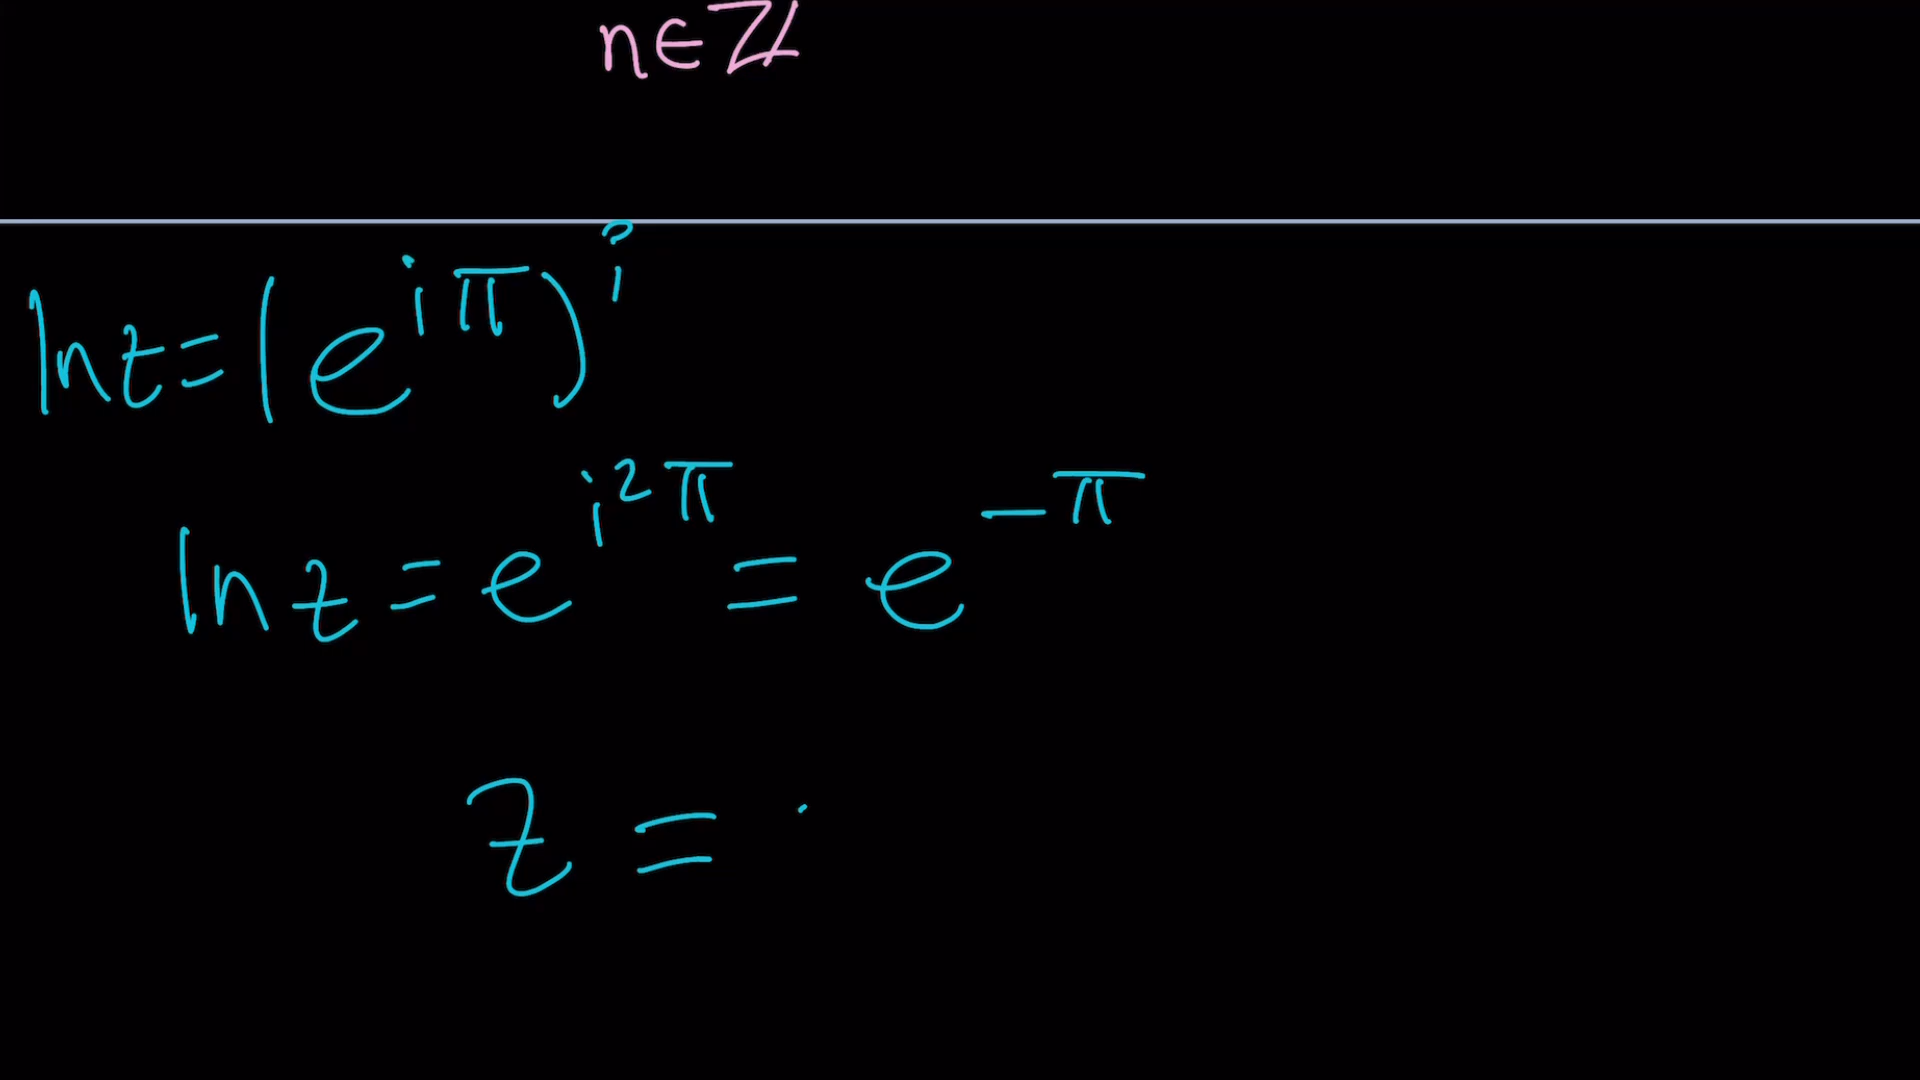 n∈ℤ
ln z = (e^{iπ})^i
ln z = e^{i²π} = e^{-π}
z =